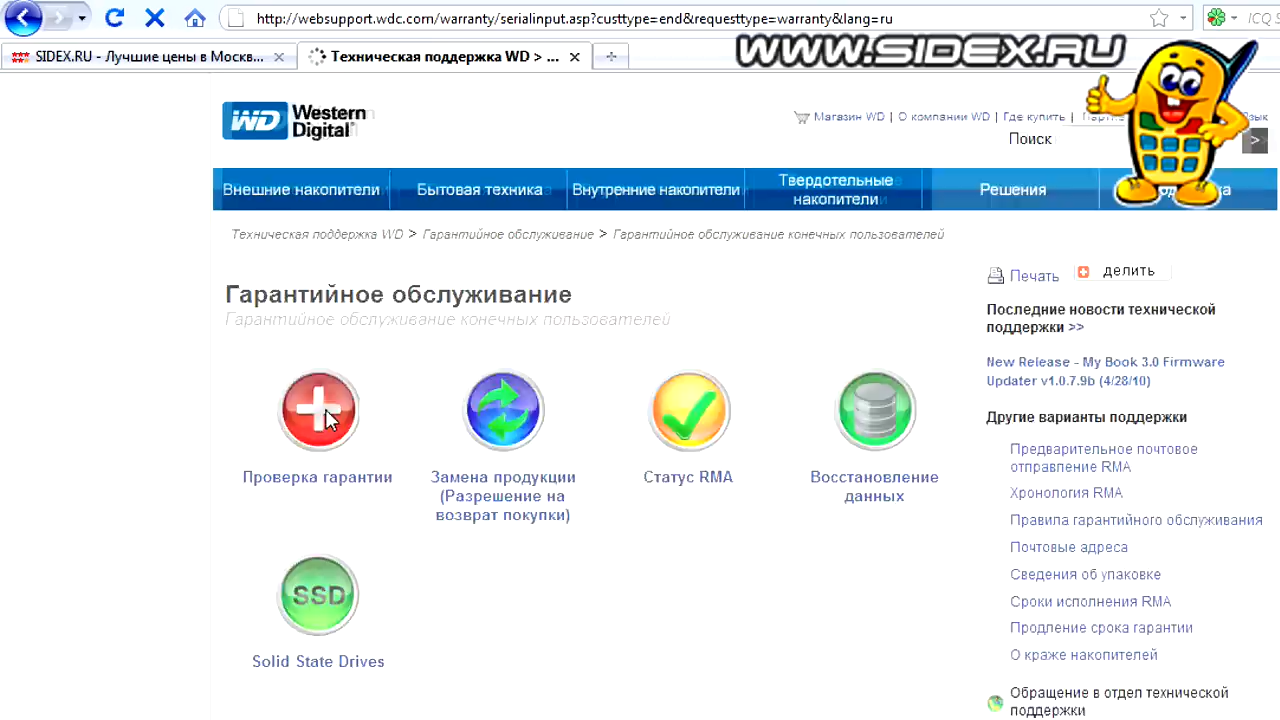 http://websupport.wdc.com/warranty/serialinput.asp?custtype=end&requesttype=warranty&lang=ru
ICQ S
SIDEX.RU - Лучшие цены в Москв...
Техническая поддержка WD > ...
WWW.SIDEX.RU
WD Western Digital
Магазин WD | О компании WD | Где купить |
Поиск
Внешние накопители
Бытовая техника
Внутренние накопители
Твердотельные накопители
Решения
Техническая поддержка WD > Гарантийное обслуживание > Гарантийное обслуживание конечных пользователей
Печать
делить
Гарантийное обслуживание
Гарантийное обслуживание конечных пользователей
Проверка гарантии
Замена продукции
(Разрешение на
возврат покупки)
Статус RMA
Восстановление
данных
SSD
Solid State Drives
Последние новости технической
поддержки >>
New Release - My Book 3.0 Firmware
Updater v1.0.7.9b (4/28/10)
Другие варианты поддержки
Предварительное почтовое
отправление RMA
Хронология RMA
Правила гарантийного обслуживания
Почтовые адреса
Сведения об упаковке
Сроки исполнения RMA
Продление срока гарантии
О краже накопителей
Обращение в отдел технической
поддержки